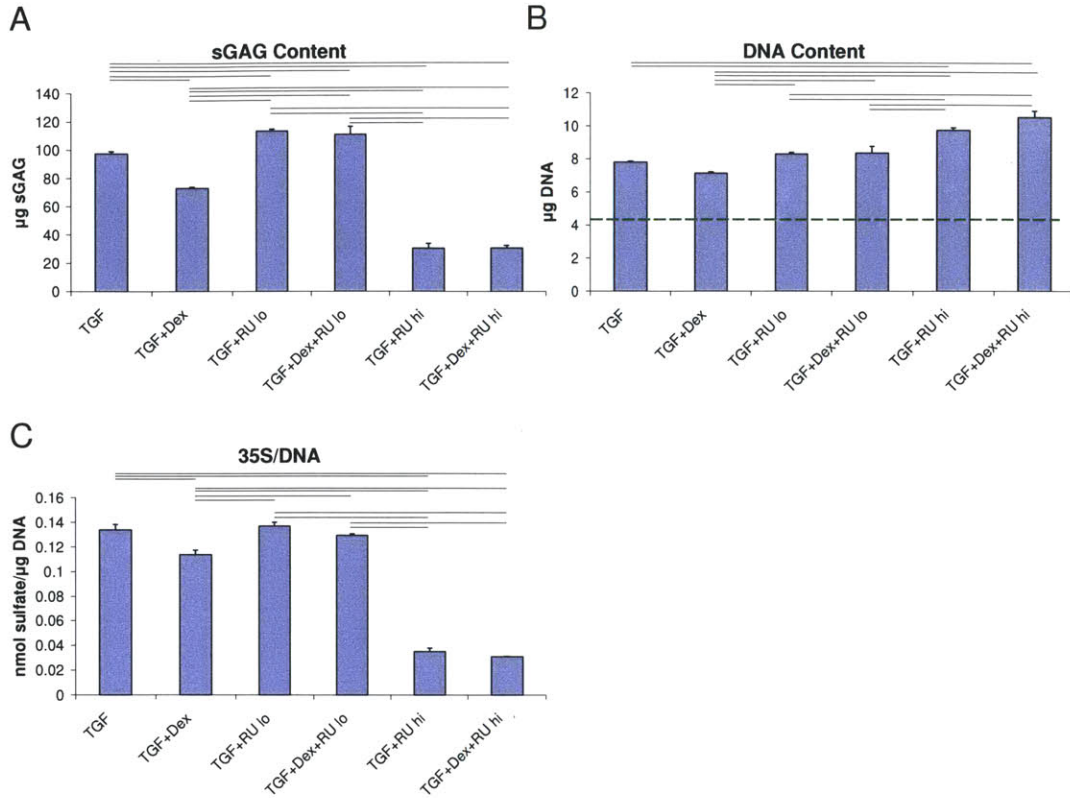 A
sGAG Content
140
120
100
80
60
40
20
0
µg sGAG
TGF
TGF+Dex
TGF+RU lo
TGF+Dex+RU lo
TGF+RU hi
TGF+Dex+RU hi
B
DNA Content
12
10
8
6
4
2
0
µg DNA
TGF
TGF+Dex
TGF+RU lo
TGF+Dex+RU lo
TGF+RU hi
TGF+Dex+RU hi
C
35S/DNA
0.16
0.14
0.12
0.1
0.08
0.06
0.04
0.02
0
nmol sulfate/µg DNA
TGF
TGF+Dex
TGF+RU lo
TGF+Dex+RU lo
TGF+RU hi
TGF+Dex+RU hi